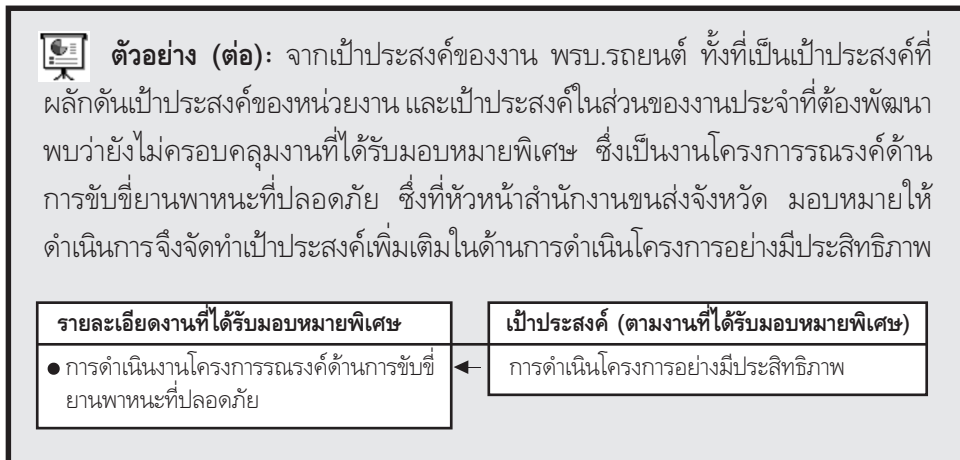 ตัวอย่าง (ต่อ): จากเป้าประสงค์ของงาน พรบ.รถยนต์ ทั้งที่เป็นเป้าประสงค์ที่
ผลักดันเป้าประสงค์ของหน่วยงาน และเป้าประสงค์ในส่วนของงานประจำที่ต้องพัฒนา
พบว่ายังไม่ครอบคลุมงานที่ได้รับมอบหมายพิเศษ ซึ่งเป็นงานโครงการรณรงค์ด้าน
การขับขี่ยานพาหนะที่ปลอดภัย ซึ่งที่หัวหน้าสำนักงานขนส่งจังหวัด มอบหมายให้
ดำเนินการ จึงจัดทำเป้าประสงค์เพิ่มเติมในด้านการดำเนินโครงการอย่างมีประสิทธิภาพ
รายละเอียดงานที่ได้รับมอบหมายพิเศษ
● การดำเนินงานโครงการรณรงค์ด้านการขับขี่
ยานพาหนะที่ปลอดภัย
เป้าประสงค์ (ตามงานที่ได้รับมอบหมายพิเศษ)
การดำเนินโครงการอย่างมีประสิทธิภาพ